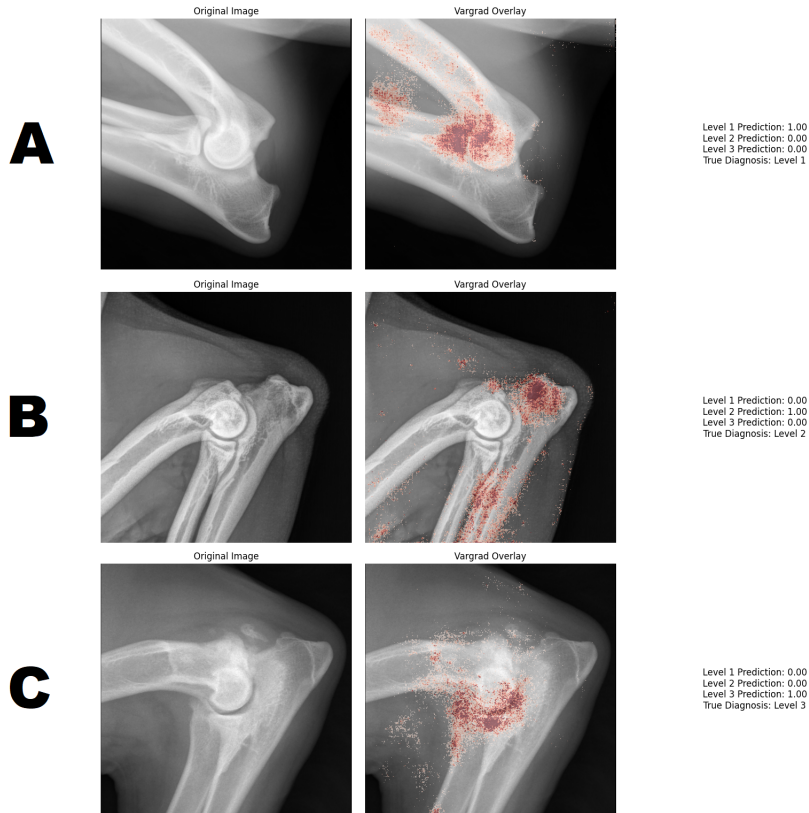 Original Image
Vargrad Overlay
A
Level 1 Prediction: 1.00
Level 2 Prediction: 0.00
Level 3 Prediction: 0.00
True Diagnosis: Level 1
Original Image
Vargrad Overlay
B
Level 1 Prediction: 0.00
Level 2 Prediction: 1.00
Level 3 Prediction: 0.00
True Diagnosis: Level 2
Original Image
Vargrad Overlay
C
Level 1 Prediction: 0.00
Level 2 Prediction: 0.00
Level 3 Prediction: 1.00
True Diagnosis: Level 3